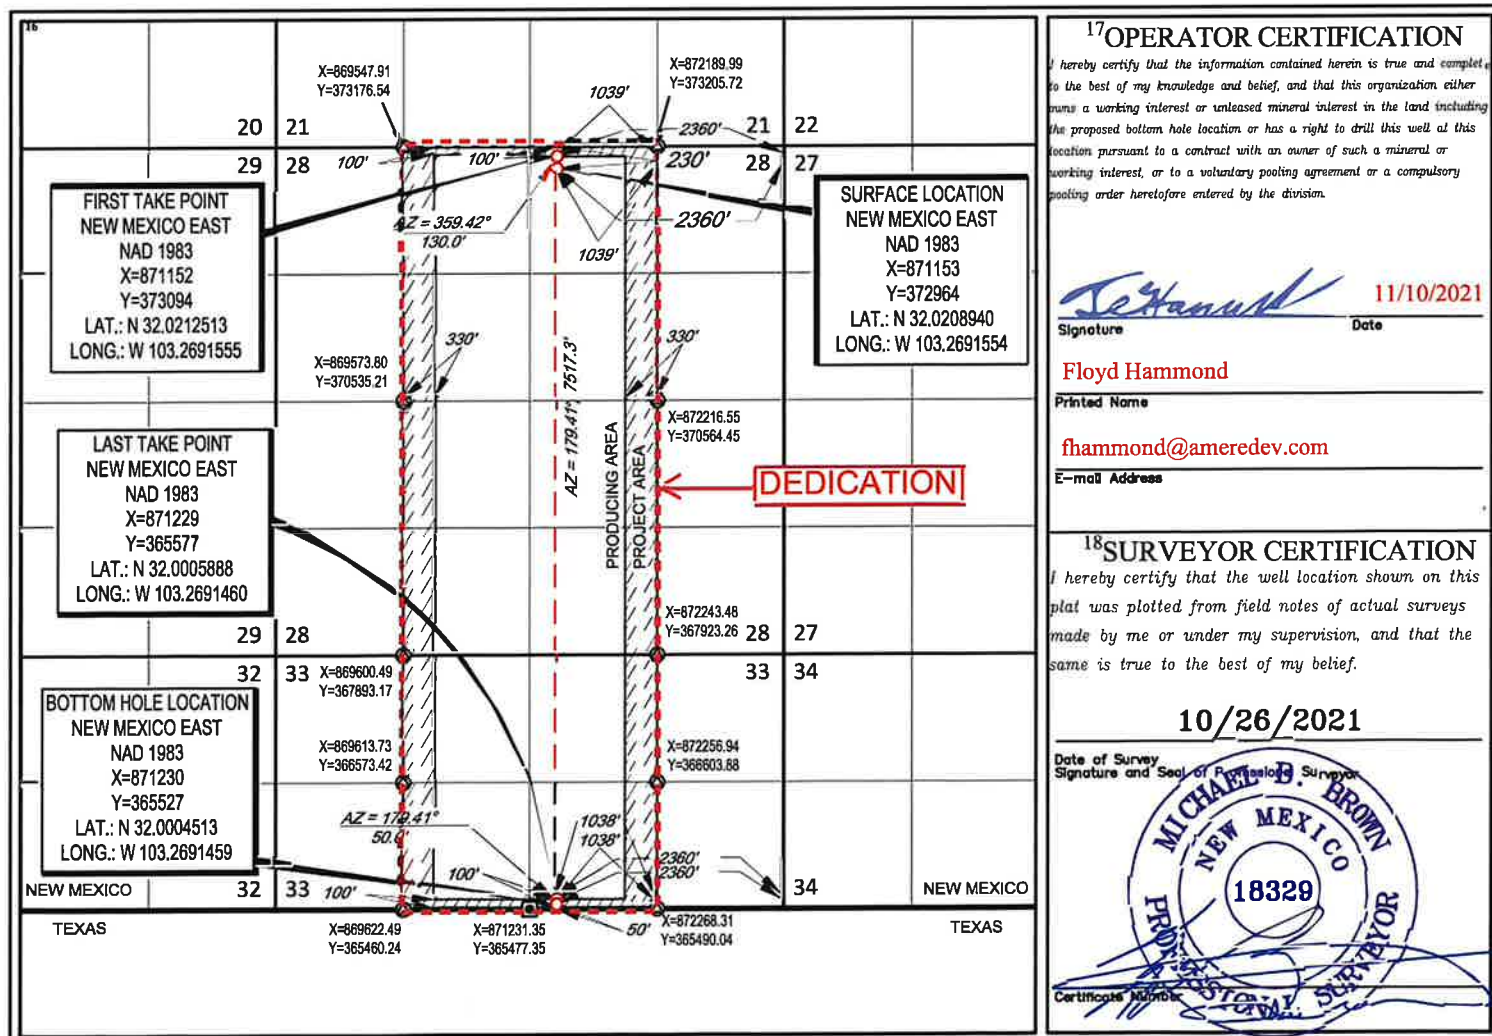 16
X=869547.91
Y=373176.54
X=872189.99
Y=373205.72
1039'
2360'
20 21
21 22
29 28
28 27
100'
100'
230'
FIRST TAKE POINT
NEW MEXICO EAST
NAD 1983
X=871152
Y=373094
LAT.: N 32.0212513
LONG.: W 103.2691555
AZ = 359.42°
130.0'
2360'
1039'
SURFACE LOCATION
NEW MEXICO EAST
NAD 1983
X=871153
Y=372964
LAT.: N 32.0208940
LONG.: W 103.2691554
X=869573.80
Y=370535.21
330'
330'
AZ = 179.41° 7517.3'
X=872216.55
Y=370564.45
LAST TAKE POINT
NEW MEXICO EAST
NAD 1983
X=871229
Y=365577
LAT.: N 32.0005888
LONG.: W 103.2691460
PRODUCING AREA
PROJECT AREA
DEDICATION
X=872243.48
Y=367923.26
29 28
28 27
32 33
33 34
X=869600.49
Y=367893.17
BOTTOM HOLE LOCATION
NEW MEXICO EAST
NAD 1983
X=871230
Y=365527
LAT.: N 32.0004513
LONG.: W 103.2691459
X=869613.73
Y=366573.42
X=872256.94
Y=366603.88
AZ = 179.41°
50.0'
1038'
1038'
2360'
2360'
100'
100'
NEW MEXICO
32 33
34
NEW MEXICO
TEXAS
TEXAS
X=869622.49
Y=365460.24
X=871231.35
Y=365477.35
50'
X=872268.31
Y=365490.04
17 OPERATOR CERTIFICATION
I hereby certify that the information contained herein is true and complete
to the best of my knowledge and belief, and that this organization either
owns a working interest or unleased mineral interest in the land including
the proposed bottom hole location or has a right to drill this well at this
location pursuant to a contract with an owner of such a mineral or
working interest, or to a voluntary pooling agreement or a compulsory
pooling order heretofore entered by the division.
11/10/2021
Signature Date
Floyd Hammond
Printed Name
fhammond@ameredev.com
E-mail Address
18 SURVEYOR CERTIFICATION
I hereby certify that the well location shown on this
plat was plotted from field notes of actual surveys
made by me or under my supervision, and that the
same is true to the best of my belief.
10/26/2021
Date of Survey
Signature and Seal of Professional Surveyor
MICHAEL B. BROWN
NEW MEXICO
18329
PROFESSIONAL SURVEYOR
Certificate Number